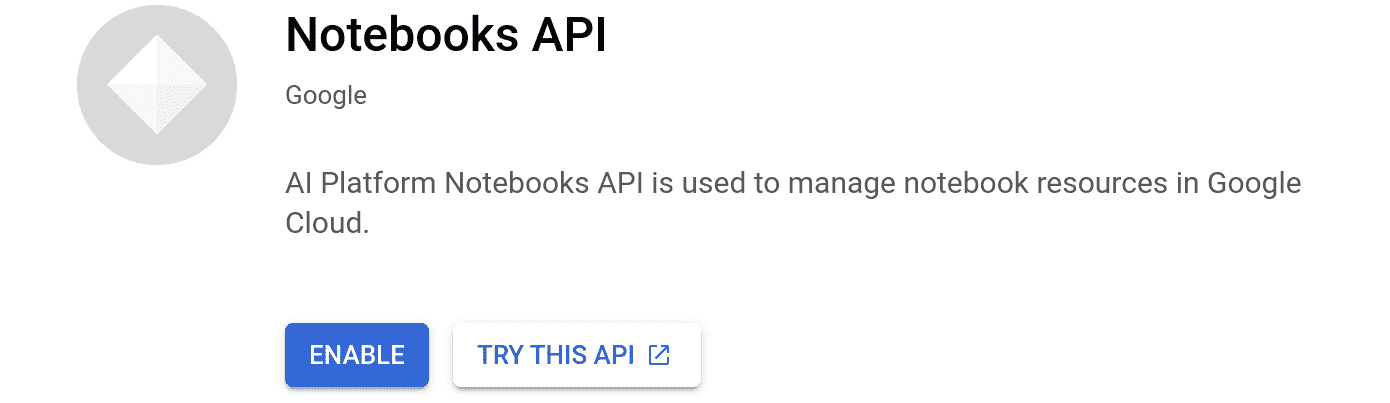 Notebooks API
Google
AI Platform Notebooks API is used to manage notebook resources in Google
Cloud.
ENABLE
TRY THIS API